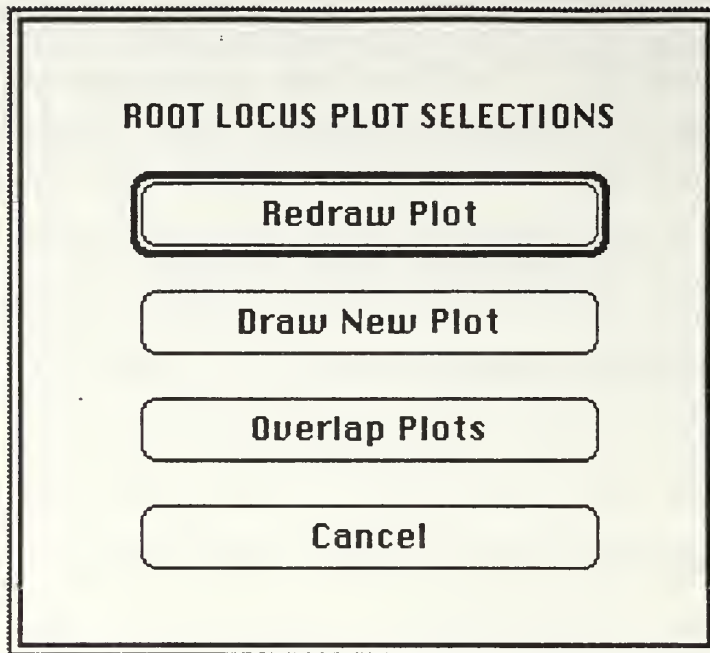 ROOT LOCUS PLOT SELECTIONS
Redraw Plot
Draw New Plot
Overlap Plots
Cancel